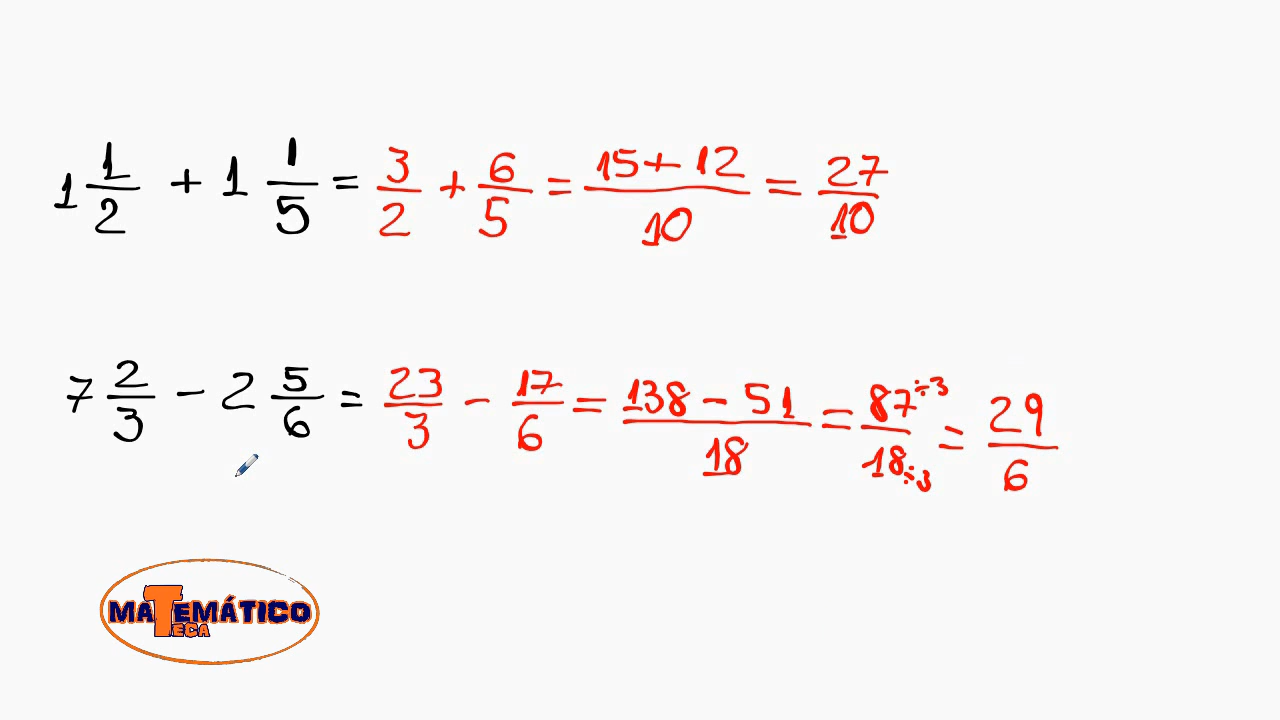 1 1/2 + 1 1/5 = 3/2 + 6/5 = (15 + 12)/10 = 27/10
7 2/3 - 2 5/6 = 23/3 - 17/6 = (138 - 51)/18 = 87÷3/18÷3 = 29/6
MATEMÁTICO
TECA